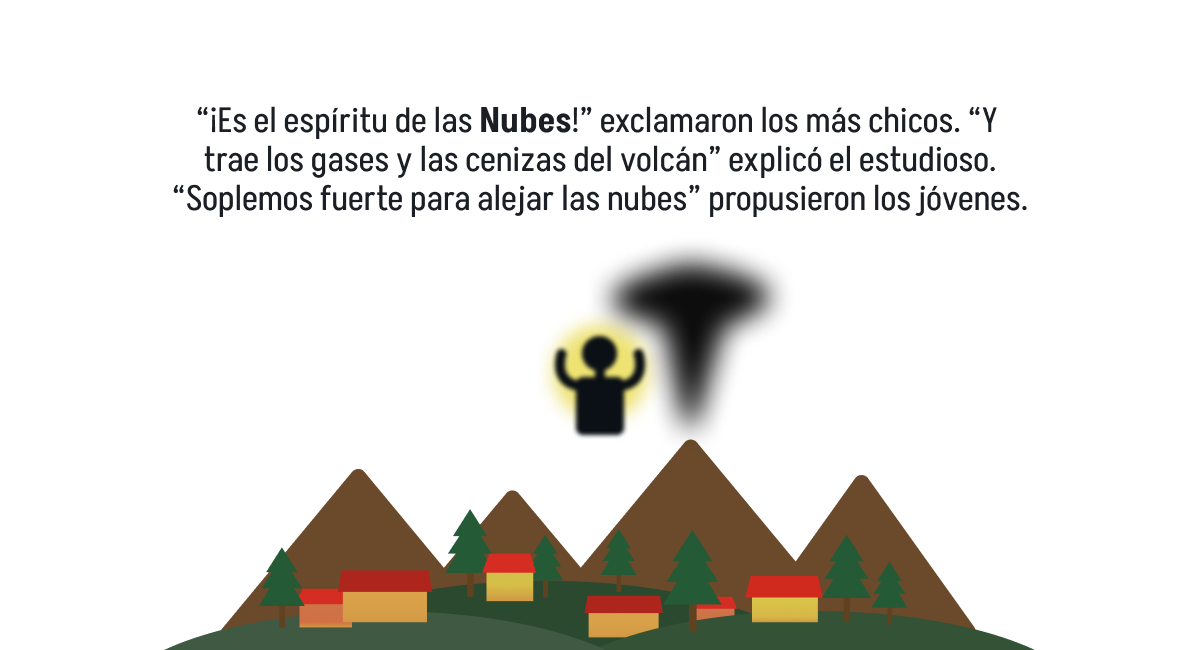 “¡Es el espíritu de las Nubes!” exclamaron los más chicos. “Y
trae los gases y las cenizas del volcán” explicó el estudioso.
“Soplemos fuerte para alejar las nubes” propusieron los jóvenes.